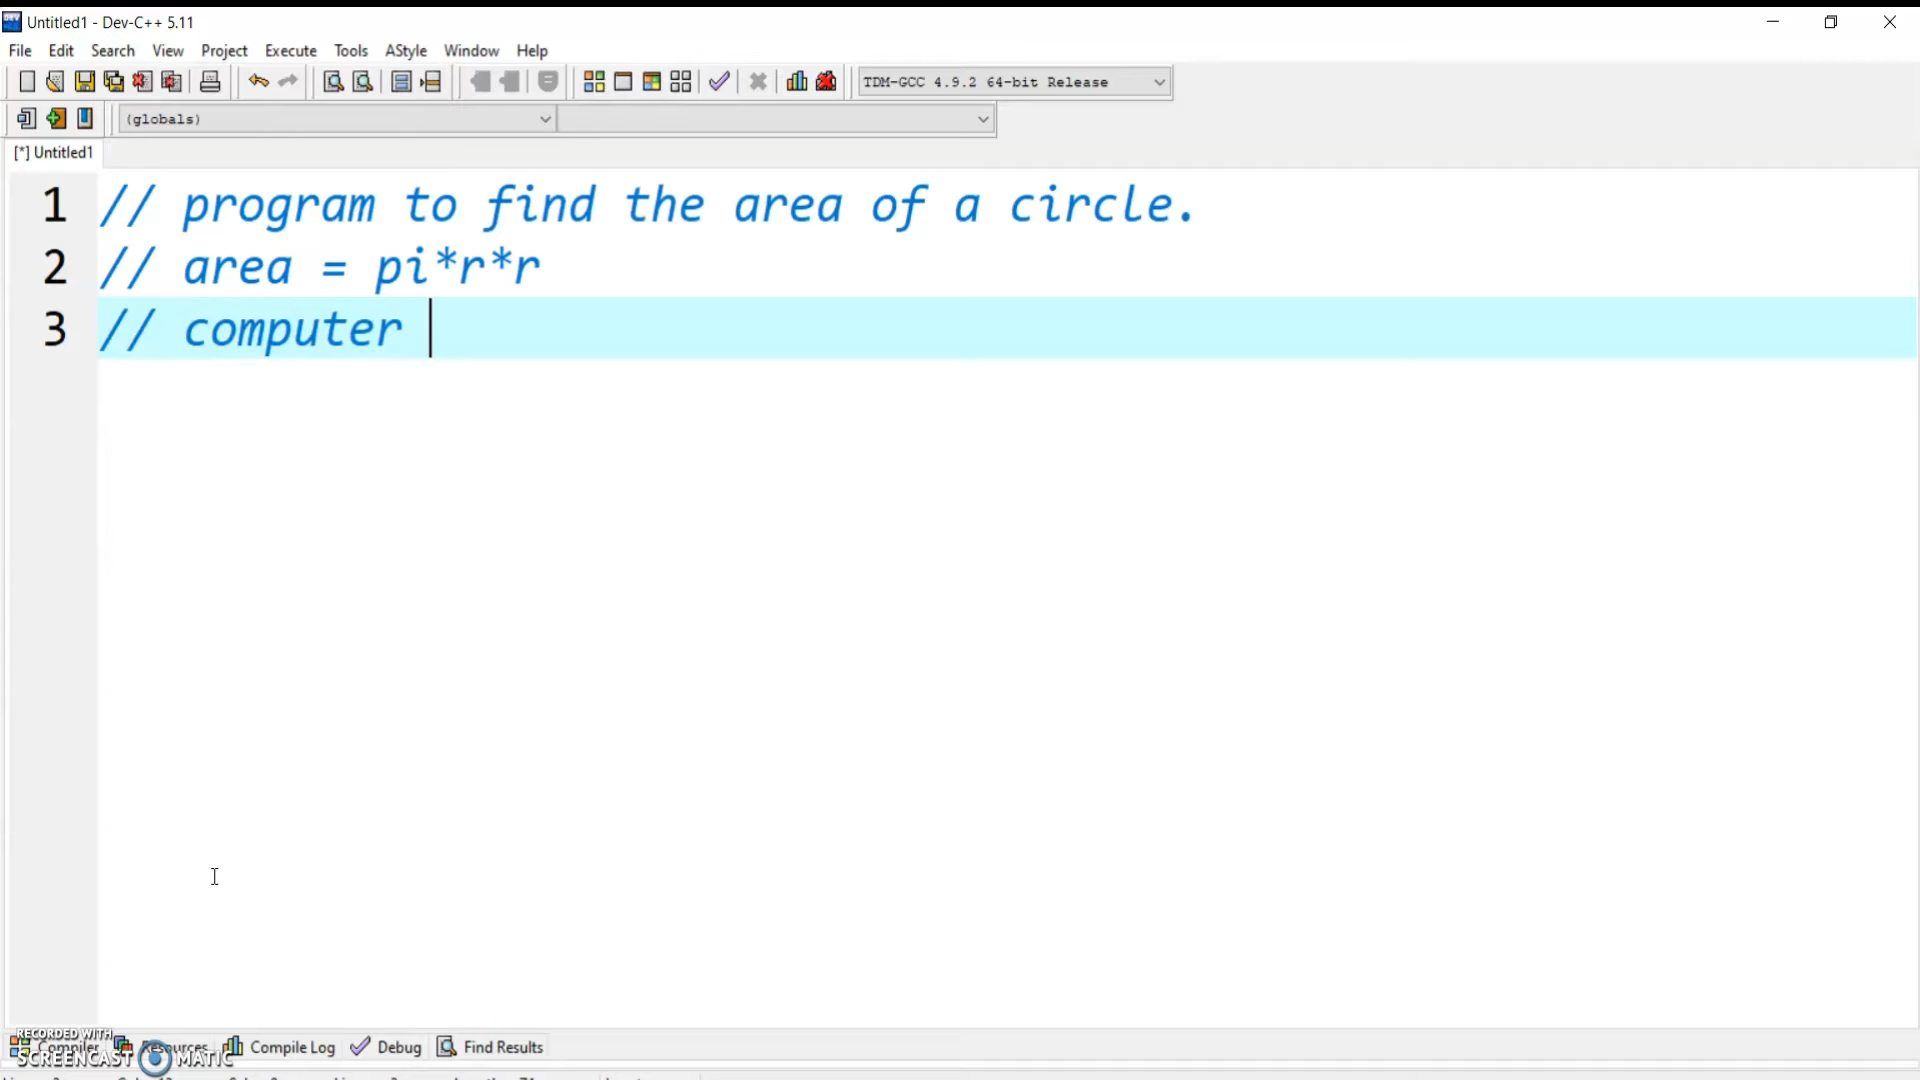 Untitled1 - Dev-C++ 5.11
File Edit Search View Project Execute Tools AStyle Window Help
TDM-GCC 4.9.2 64-bit Release
(globals)
[*] Untitled1
1 // program to find the area of a circle.
2 // area = pi*r*r
3 // computer
Compiler Resources Compile Log Debug Find Results
RECORDED WITH
SCREENCAST MATIC